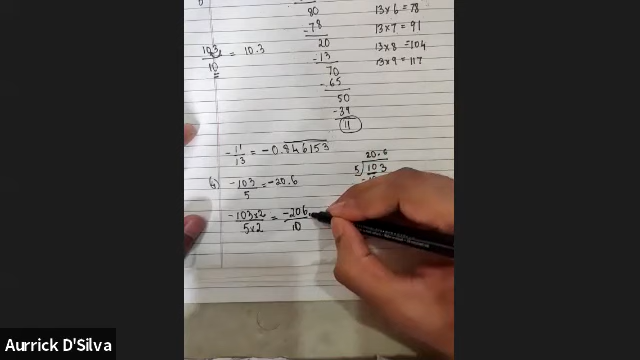 80
-78
20
-13
70
-65
50
-39
11
13×6 = 78
13×7 = 91
13×8 = 104
13×9 = 117
103/10 = 10.3
-11/13 = -0.846153
-103/5 = -20.6
20.6
5 103
-103×2/5×2 = -206/10
Aurrick D'Silva